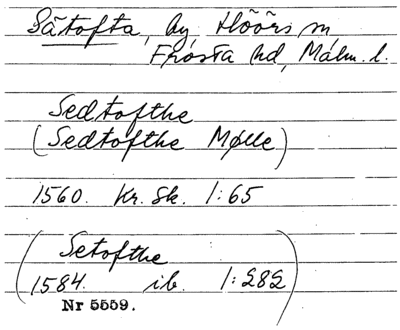 Sätofta, by, Höörs sn,
Frosta hd, Malm. l.
Sedtofthe
(Sedtofthe Mølle)
1560. Kr. Sk. 1:65
(Setofthe
1584. ib. 1:282)
Nr 5559.